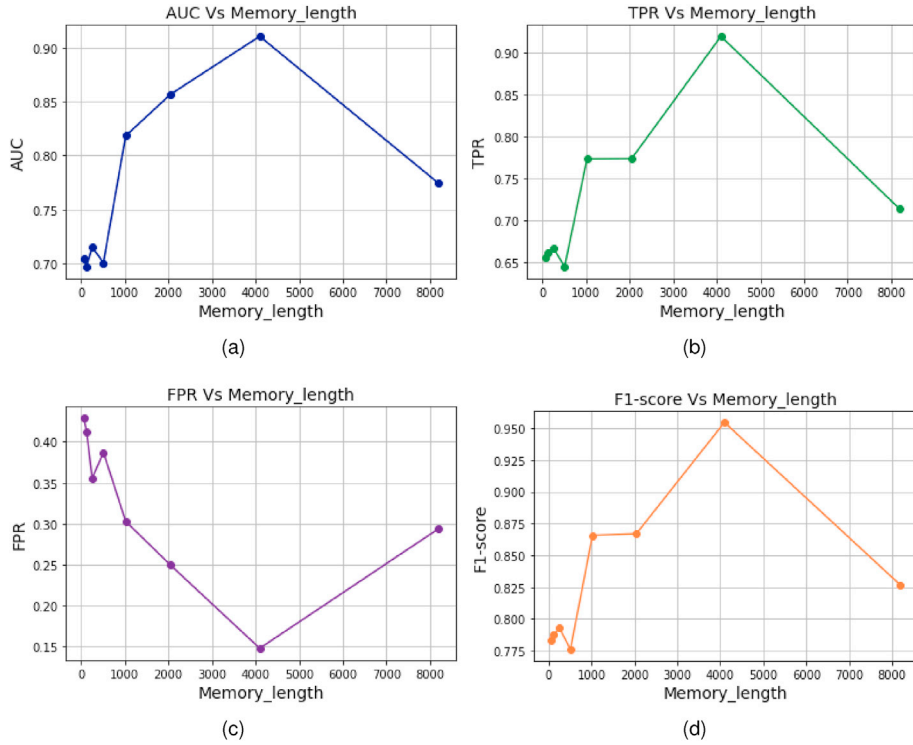 AUC Vs Memory_length
0.90
0.85
0.80
0.75
0.70
AUC
0 1000 2000 3000 4000 5000 6000 7000 8000
Memory_length
(a)
TPR Vs Memory_length
0.90
0.85
0.80
0.75
0.70
0.65
TPR
0 1000 2000 3000 4000 5000 6000 7000 8000
Memory_length
(b)
FPR Vs Memory_length
0.40
0.35
0.30
0.25
0.20
0.15
FPR
0 1000 2000 3000 4000 5000 6000 7000 8000
Memory_length
(c)
F1-score Vs Memory_length
0.950
0.925
0.900
0.875
0.850
0.825
0.800
0.775
F1-score
0 1000 2000 3000 4000 5000 6000 7000 8000
Memory_length
(d)